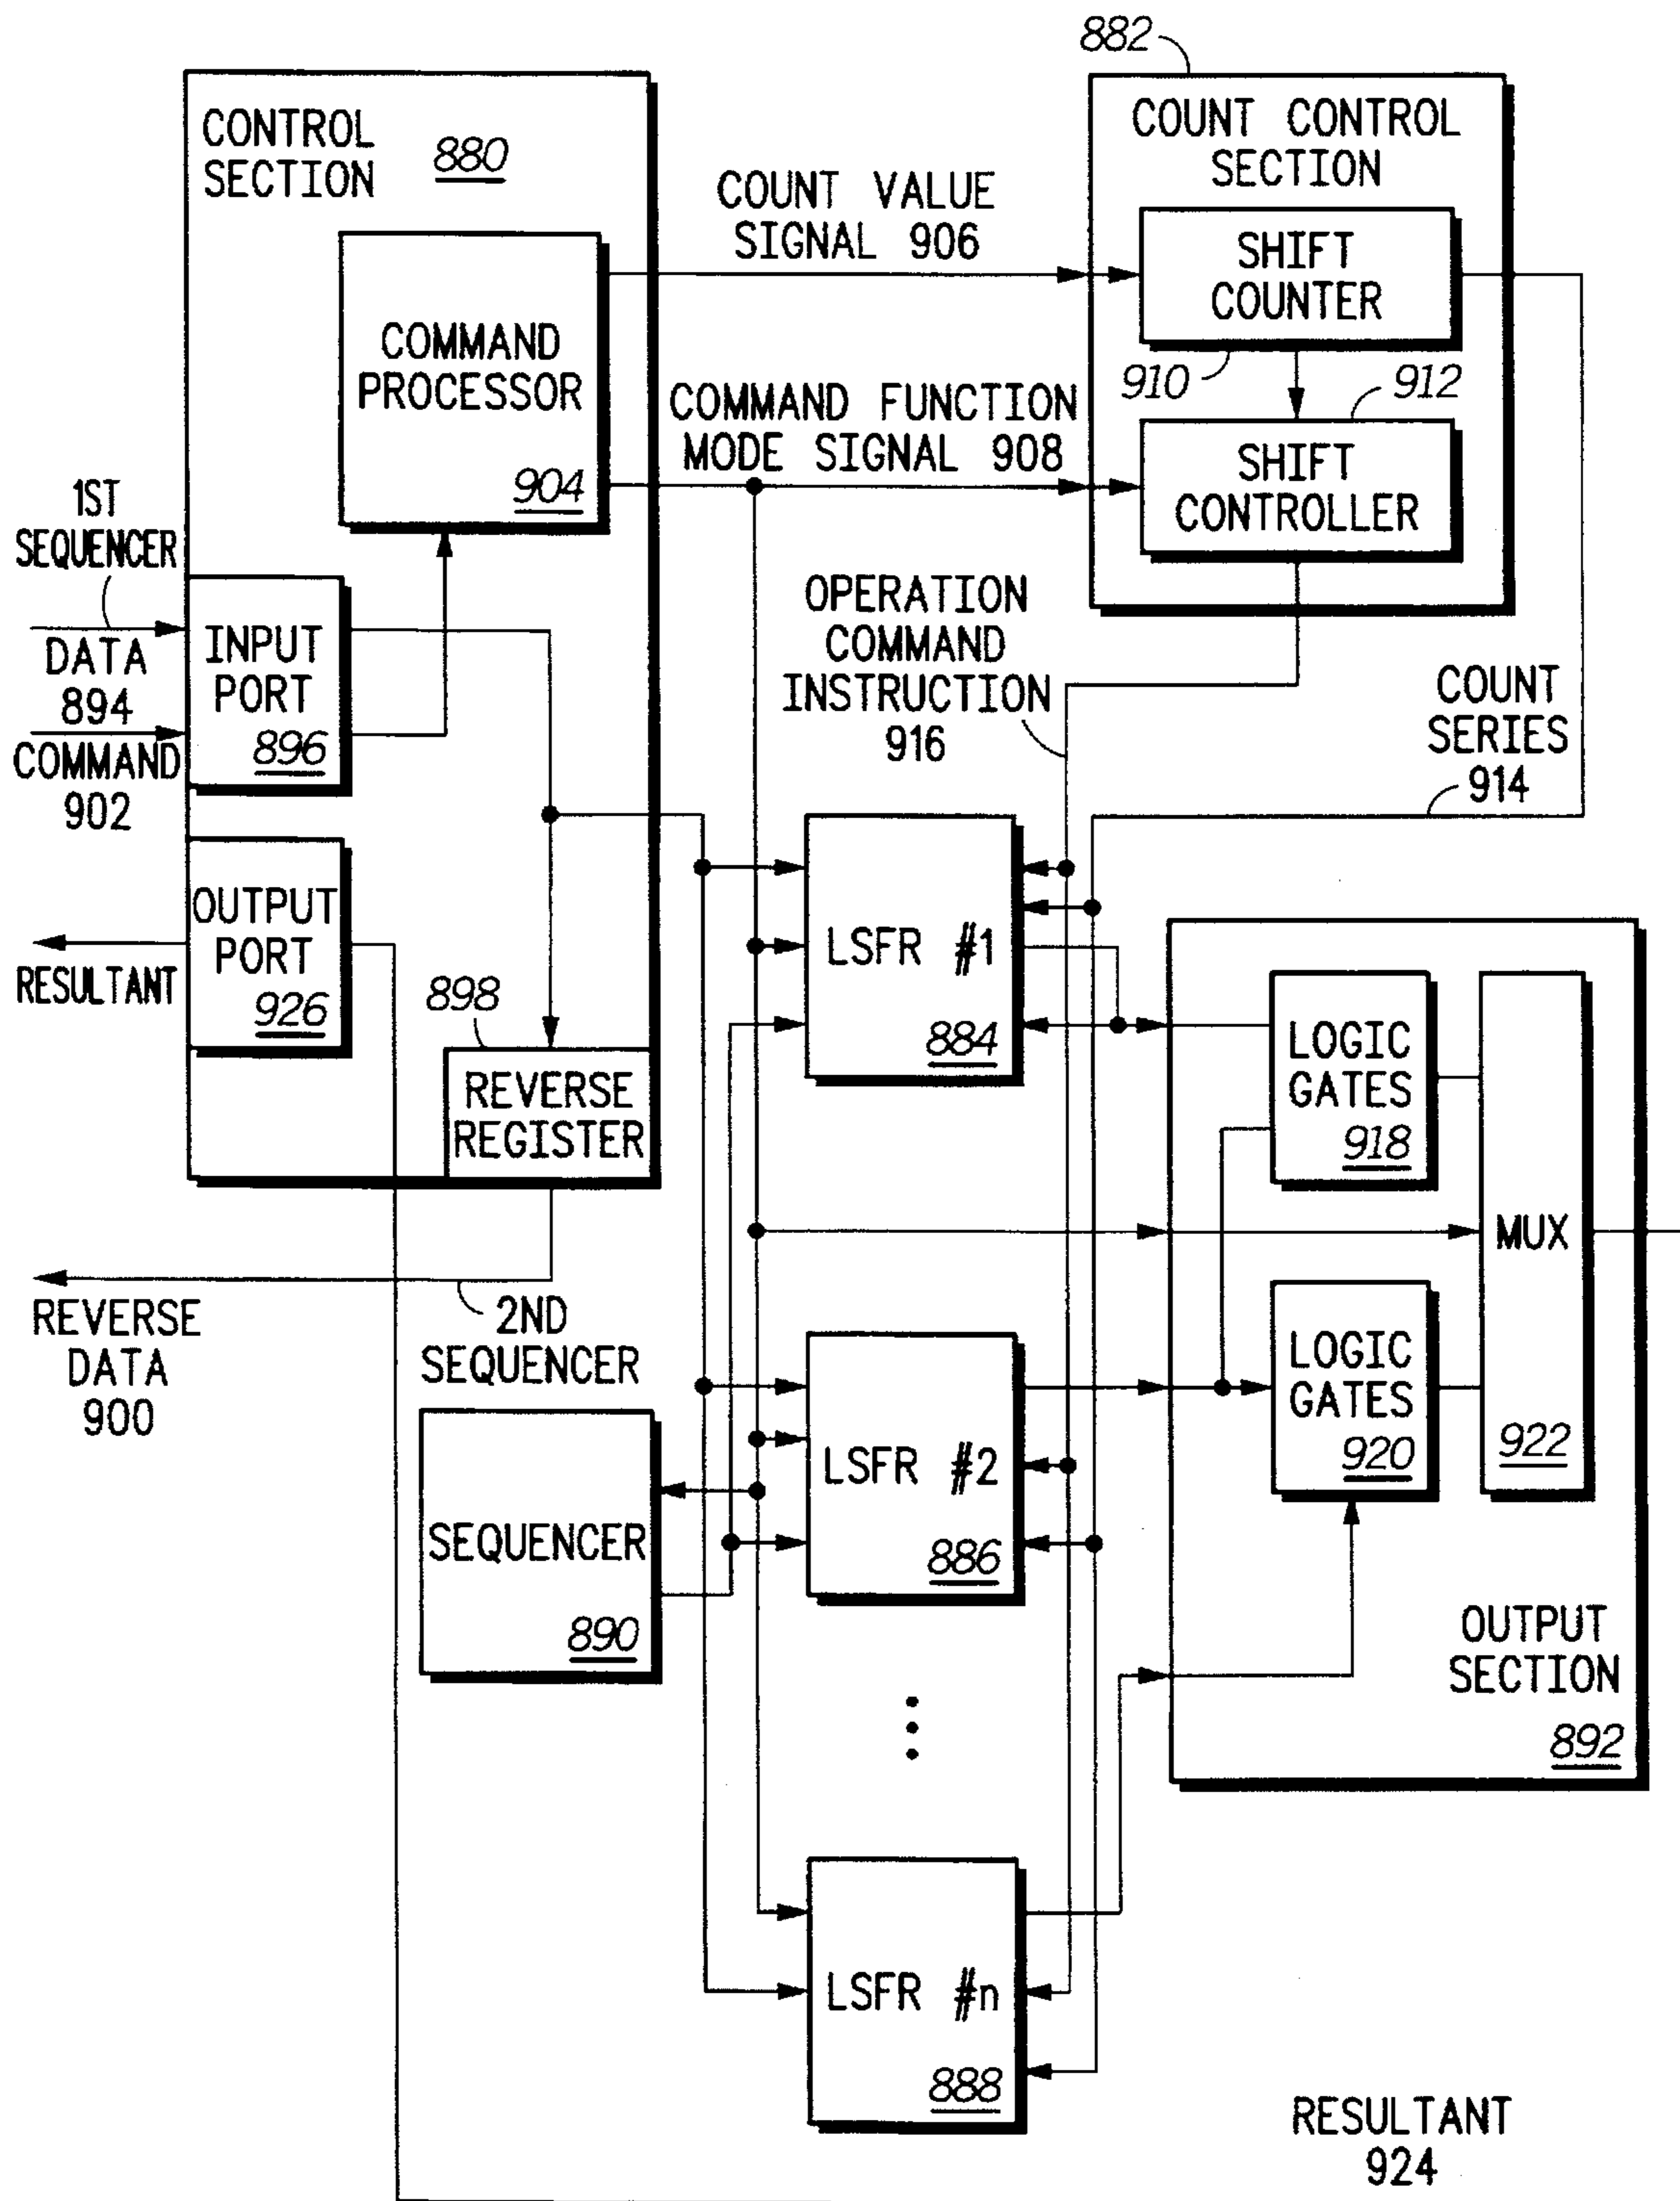 882
CONTROL
SECTION
880
COUNT CONTROL
SECTION
COUNT VALUE
SIGNAL 906
SHIFT
COUNTER
910
912
COMMAND
PROCESSOR
904
COMMAND FUNCTION
MODE SIGNAL 908
SHIFT
CONTROLLER
1ST
SEQUENCER
DATA
894
COMMAND
902
INPUT
PORT
896
OPERATION
COMMAND
INSTRUCTION
916
COUNT
SERIES
914
OUTPUT
PORT
926
RESULTANT
898
REVERSE
REGISTER
LSFR #1
884
LOGIC
GATES
918
MUX
922
LOGIC
GATES
920
REVERSE
DATA
900
2ND
SEQUENCER
SEQUENCER
890
LSFR #2
886
OUTPUT
SECTION
892
LSFR #n
888
RESULTANT
924